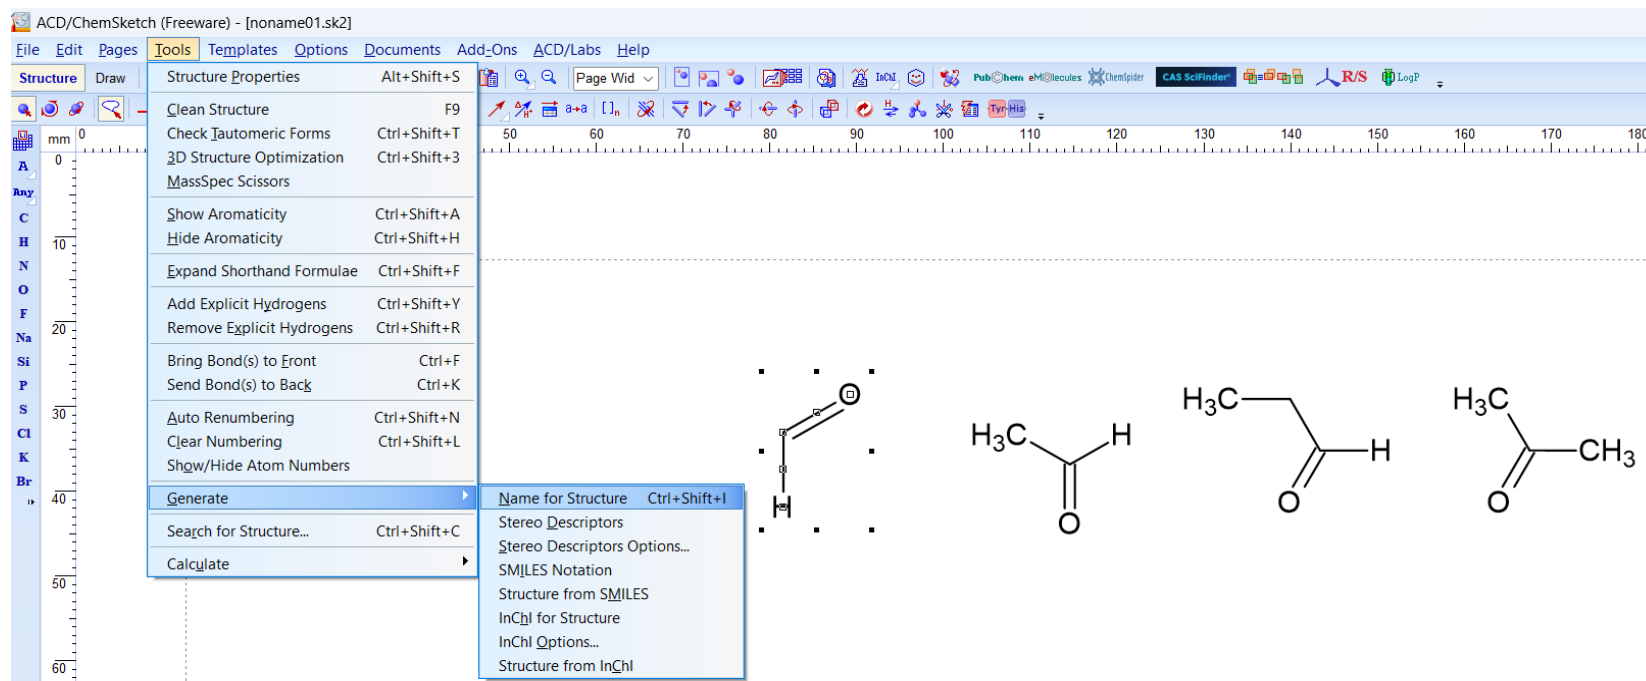 ACD/ChemSketch (Freeware) - [noname01.sk2]
File Edit Pages Tools Templates Options Documents Add-Ons ACD/Labs Help
Structure Draw
Page Wid
InChI
PubChem eMolecules ChemSpider CAS SciFinder R/S LogP
a→a [ ]n Tyr His
mm 0 50 60 70 80 90 100 110 120 130 140 150 160 170 180
Structure Properties Alt+Shift+S
Clean Structure F9
Check Tautomeric Forms Ctrl+Shift+T
3D Structure Optimization Ctrl+Shift+3
MassSpec Scissors
Show Aromaticity Ctrl+Shift+A
Hide Aromaticity Ctrl+Shift+H
Expand Shorthand Formulae Ctrl+Shift+F
Add Explicit Hydrogens Ctrl+Shift+Y
Remove Explicit Hydrogens Ctrl+Shift+R
Bring Bond(s) to Front Ctrl+F
Send Bond(s) to Back Ctrl+K
Auto Renumbering Ctrl+Shift+N
Clear Numbering Ctrl+Shift+L
Show/Hide Atom Numbers
Generate
Search for Structure... Ctrl+Shift+C
Calculate
Name for Structure Ctrl+Shift+I
Stereo Descriptors
Stereo Descriptors Options...
SMILES Notation
Structure from SMILES
InChI for Structure
InChI Options...
Structure from InChI
A
Any
C
H
N
O
F
Na
Si
P
S
Cl
K
Br
0
10
20
30
40
50
60
O
H
H₃C H
O
H₃C
H
O
H₃C
CH₃
O